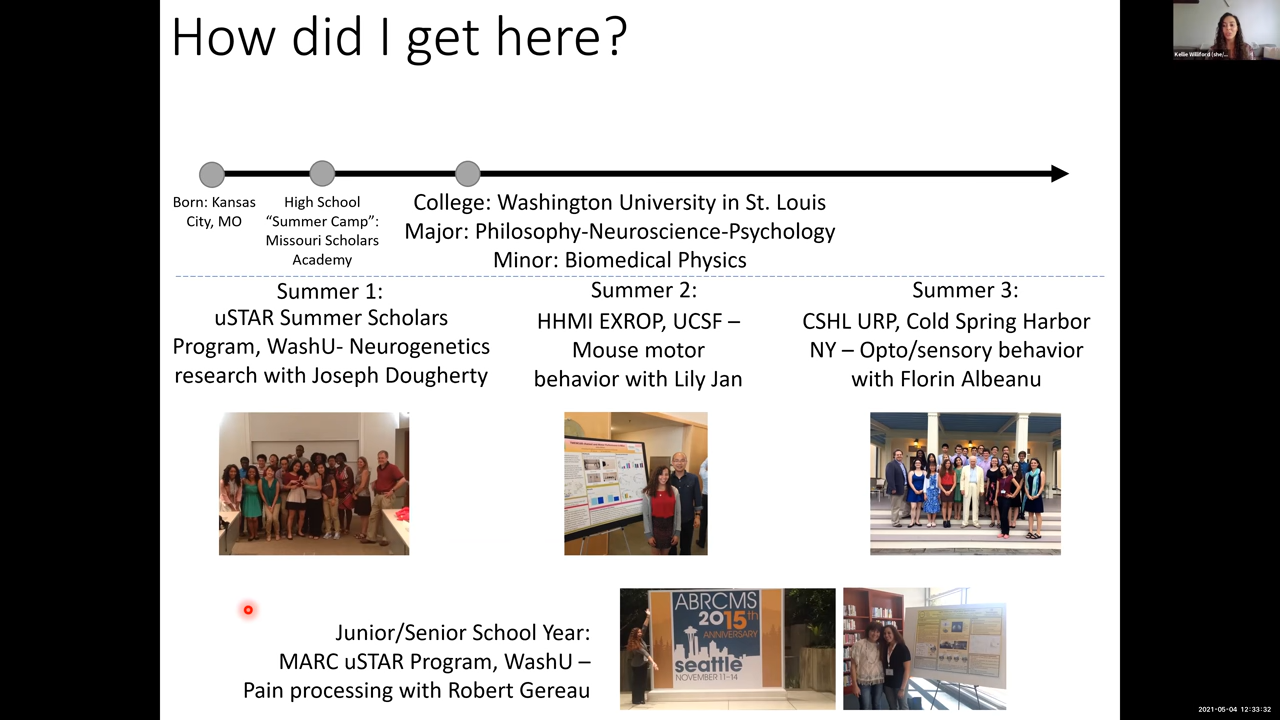 How did I get here?
Kellie Williford (she/...
Born: Kansas
City, MO
High School
“Summer Camp”:
Missouri Scholars
Academy
College: Washington University in St. Louis
Major: Philosophy-Neuroscience-Psychology
Minor: Biomedical Physics
Summer 1:
uSTAR Summer Scholars
Program, WashU- Neurogenetics
research with Joseph Dougherty
Summer 2:
HHMI EXROP, UCSF –
Mouse motor
behavior with Lily Jan
Summer 3:
CSHL URP, Cold Spring Harbor
NY – Opto/sensory behavior
with Florin Albeanu
Junior/Senior School Year:
MARC uSTAR Program, WashU –
Pain processing with Robert Gereau
ABRCMS
2015th
ANNIVERSARY
seattle
NOVEMBER 11-14
2021-05-04 12:33:32